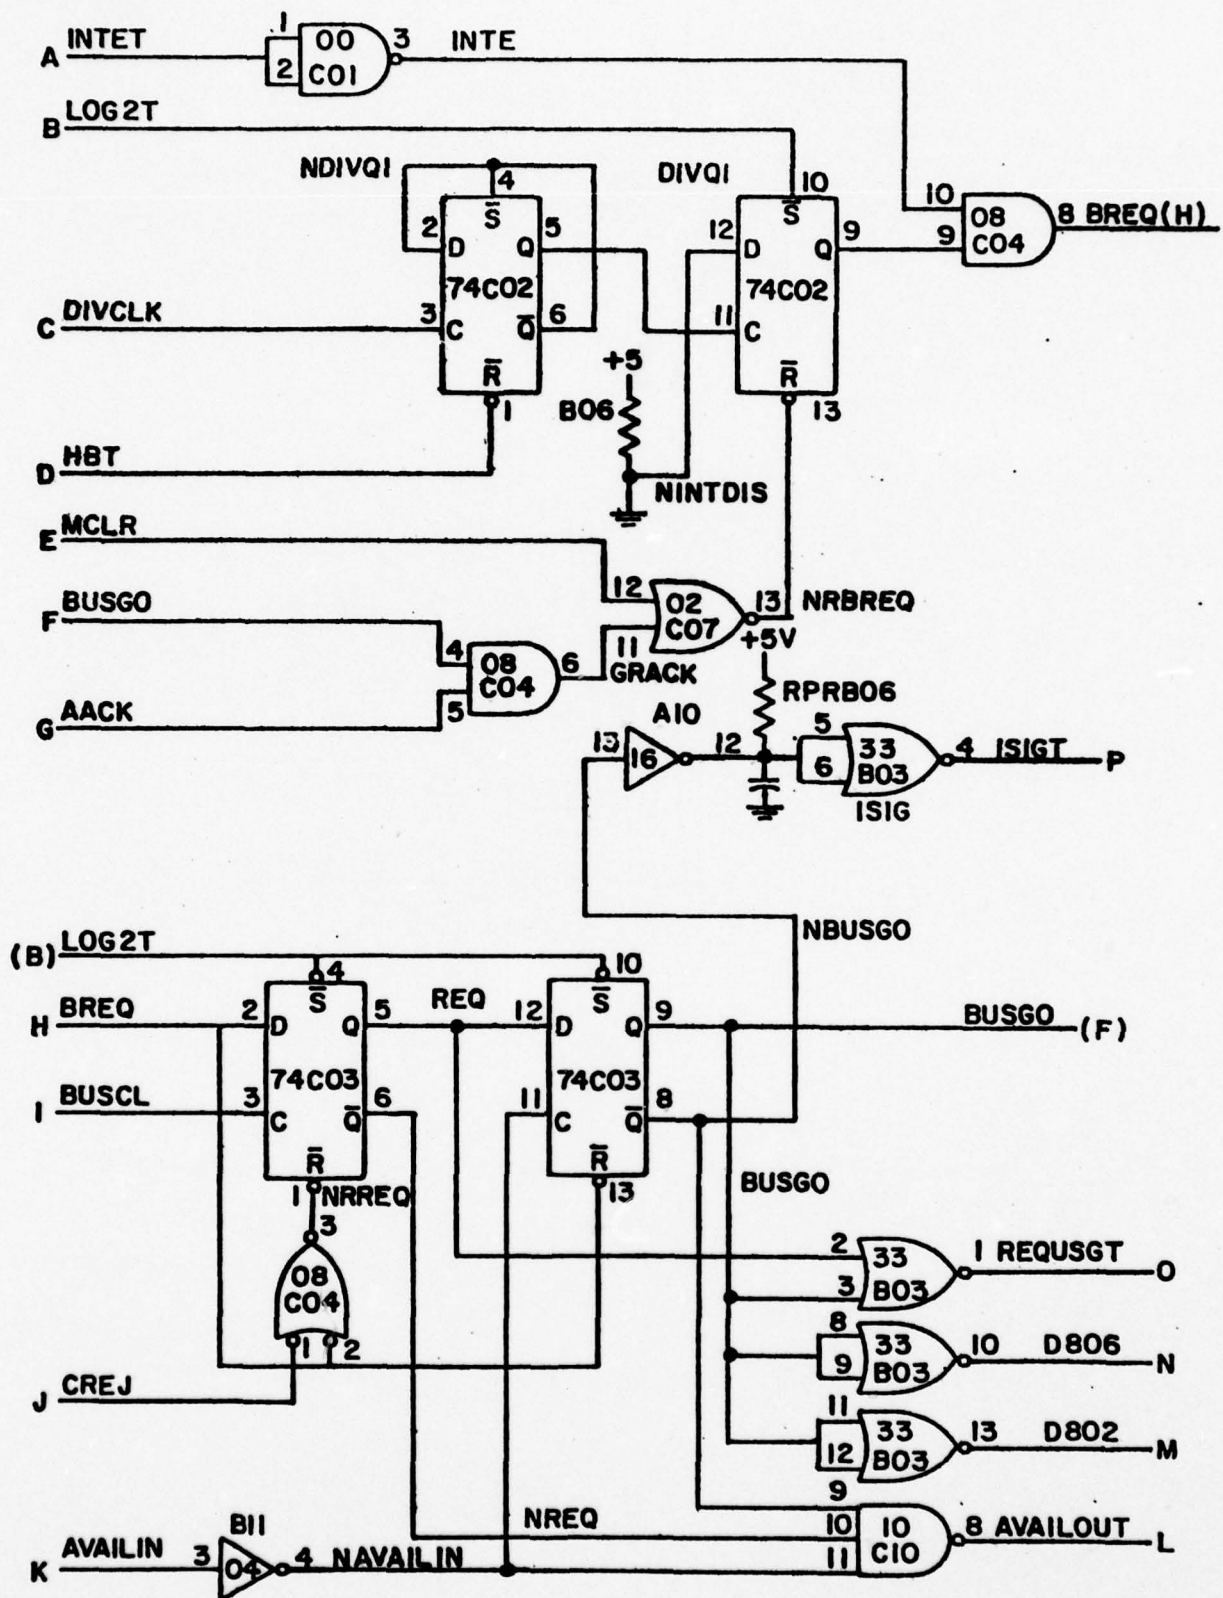 A INTET 1 2 00 C01 3 INTE
B LOG2T
NDIVQ1 4 DIVQ1 10
2 D S Q 5 74C02 12 D S Q 9 74C02 10 9 08 C04 8 BREQ(H)
C DIVCLK 3 C Q 6 11 C
R 1 +5 R 13
B06
D HBT
NINTDIS
E MCLR
12 11 02 C07 13 NRBREQ
F BUSGO
4 5 08 C04 6 GRACK +5V
G AACK
RPRB06
A10
13 16 12 5 6 33 B03 4 ISIGT P
ISIG
NBUSGO
(B) LOG2T 4 10
H BREQ 2 D S Q 5 REQ 12 D S Q 9 BUSGO (F)
74C03 74C03
I BUSCL 3 C Q 6 11 C Q 8
R R
1 NRREQ 13 BUSGO
3
08 C04
1 2
2 3 33 B03 1 REQUSGT O
8 9 33 B03 10 D806 N
J CREJ
11 12 33 B03 13 D802 M
9 10 11 10 C10 8 AVAILOUT L
NREQ
B11
K AVAILIN 3 04 4 NAVAILIN